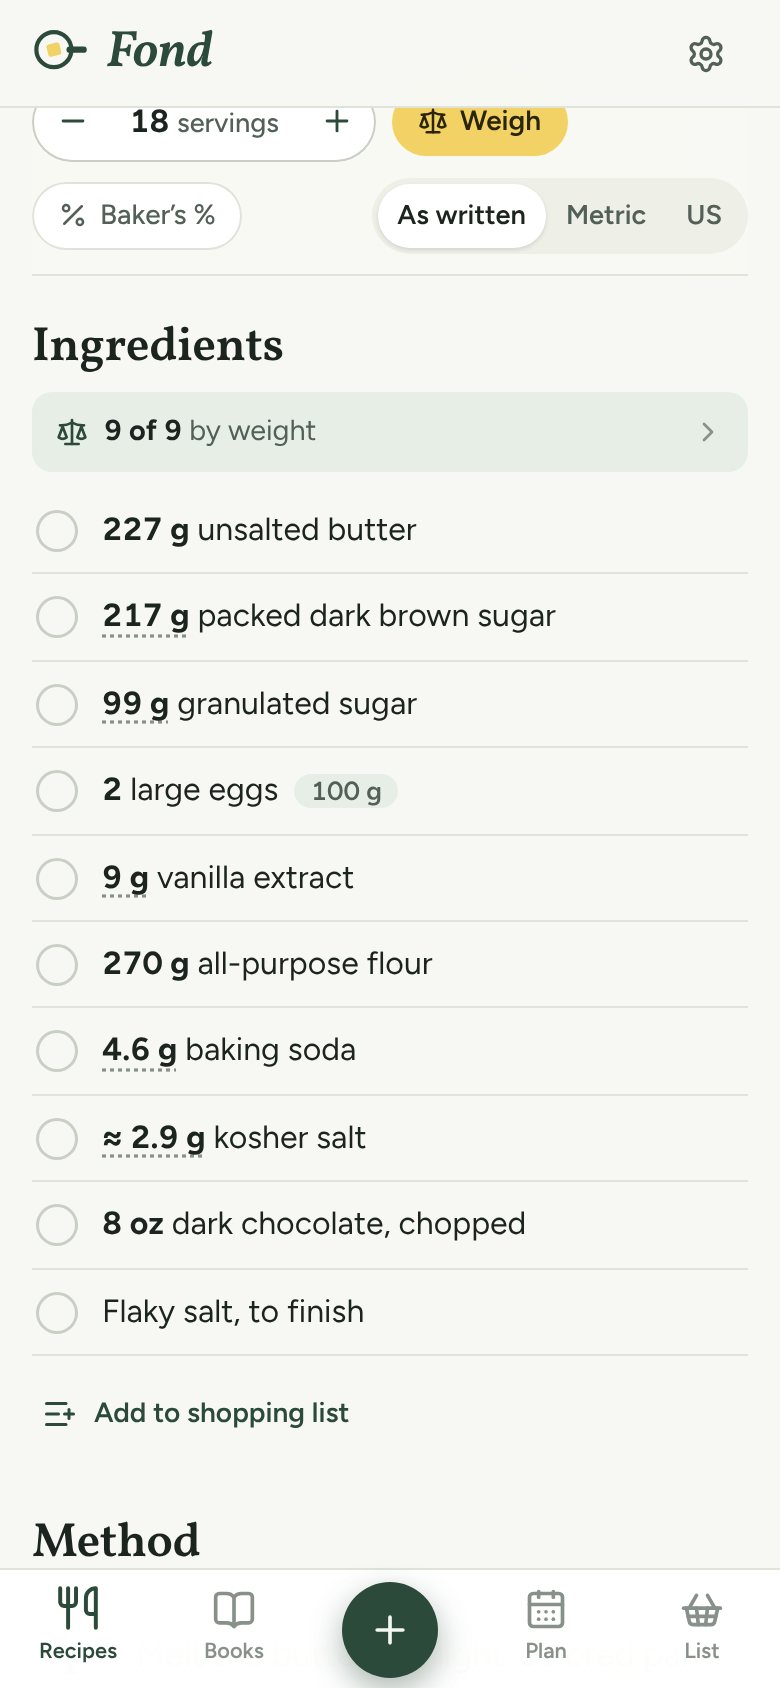 Fond
18 servings
Weigh
Baker's %
As written Metric US
Ingredients
9 of 9 by weight
227 g unsalted butter
217 g packed dark brown sugar
99 g granulated sugar
2 large eggs 100 g
9 g vanilla extract
270 g all-purpose flour
4.6 g baking soda
≈ 2.9 g kosher salt
8 oz dark chocolate, chopped
Flaky salt, to finish
Add to shopping list
Method
Recipes Books Plan List